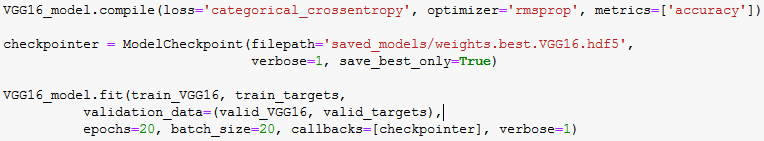 VGG16_model.compile(loss='categorical_crossentropy', optimizer='rmsprop', metrics=['accuracy'])
checkpointer = ModelCheckpoint(filepath='saved_models/weights.best.VGG16.hdf5',
verbose=1, save_best_only=True)
VGG16_model.fit(train_VGG16, train_targets,
validation_data=(valid_VGG16, valid_targets),
epochs=20, batch_size=20, callbacks=[checkpointer], verbose=1)